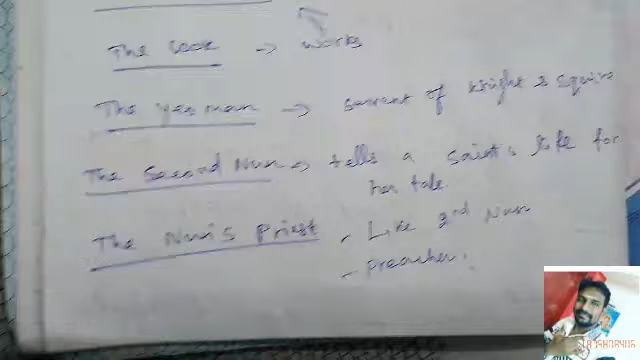 The Cook → works
The Yeoman → Servant of Knight & Squire
The Second Nun → tells a saint's life for
her tale.
The Nun's Priest - Like 2nd Nun
- Preacher.